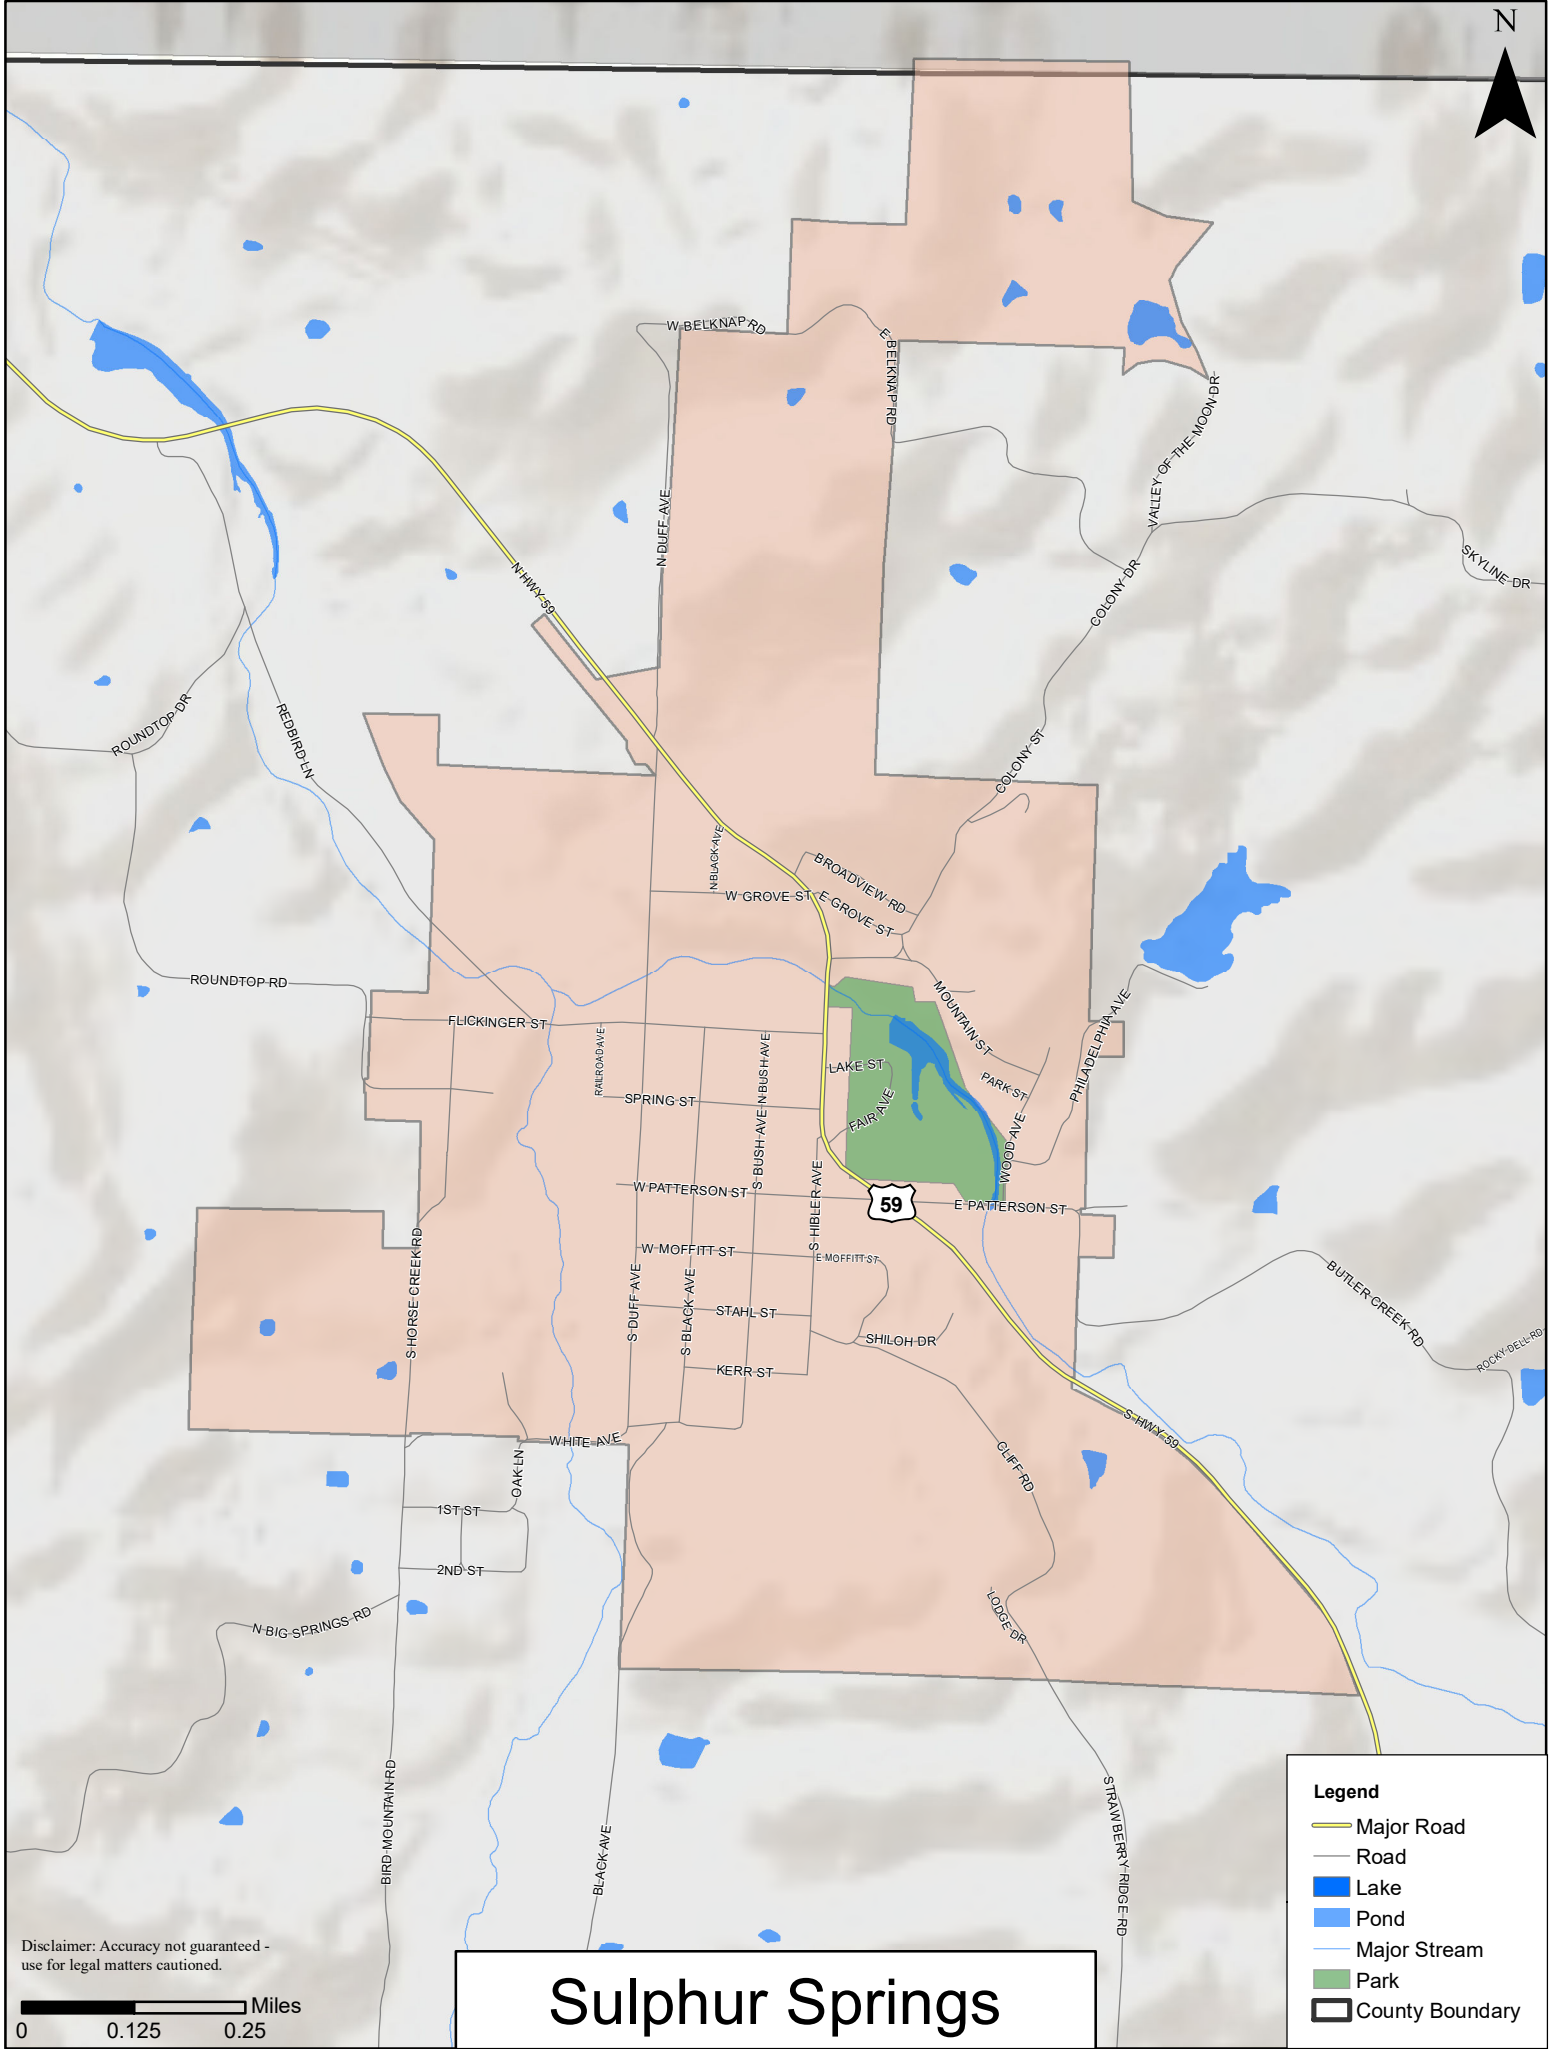 N
W BELKNAP RD
E BELKNAP RD
VALLEY OF THE MOON DR
N DUFF AVE
SKYLINE DR
N HWY 59
COLONY DR
ROUNDTOP DR
REDBIRD LN
COLONY ST
N BLACK AVE
BROADVIEW RD
W GROVE ST
E GROVE ST
ROUNDTOP RD
MOUNTAIN ST
PHILADELPHIA AVE
FLICKINGER ST
RAILROAD AVE
N BUSH AVE
LAKE ST
PARK ST
SPRING ST
FAIR AVE
S BUSH AVE
WOOD AVE
W PATTERSON ST
59
E PATTERSON ST
S HIBLER AVE
S HORSE CREEK RD
W MOFFITT ST
E MOFFITT ST
S DUFF AVE
S BLACK AVE
STAHL ST
SHILOH DR
BUTLER CREEK RD
ROCKY DELL RD
KERR ST
WHITE AVE
S HWY 59
OAK LN
CLIFF RD
1ST ST
2ND ST
N BIG SPRINGS RD
LODGE DR
BIRD MOUNTAIN RD
BLACK AVE
STRAWBERRY RIDGE RD
Legend
Major Road
Road
Lake
Pond
Major Stream
Park
County Boundary
Disclaimer: Accuracy not guaranteed -
use for legal matters cautioned.
Miles
0 0.125 0.25
Sulphur Springs